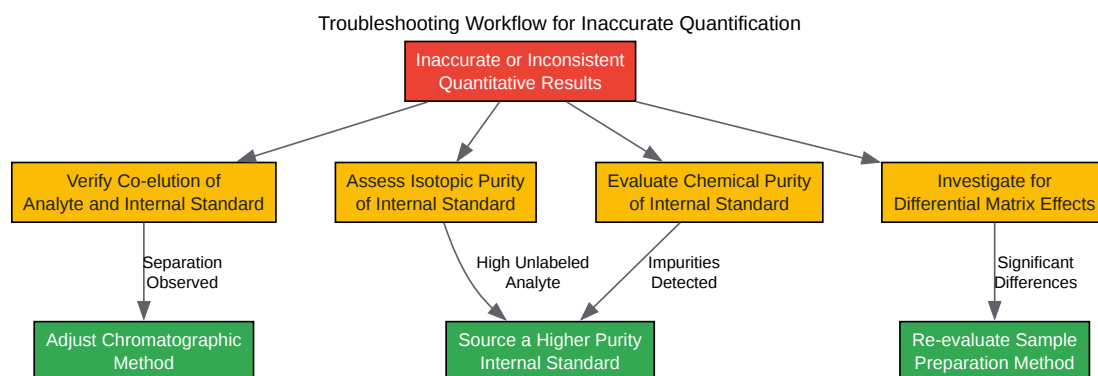 Troubleshooting Workflow for Inaccurate Quantification
Inaccurate or Inconsistent
Quantitative Results
Verify Co-elution of
Analyte and Internal Standard
Assess Isotopic Purity
of Internal Standard
Evaluate Chemical Purity
of Internal Standard
Investigate for
Differential Matrix Effects
Separation
Observed
High Unlabeled
Analyte
Impurities
Detected
Significant
Differences
Adjust Chromatographic
Method
Source a Higher Purity
Internal Standard
Re-evaluate Sample
Preparation Method